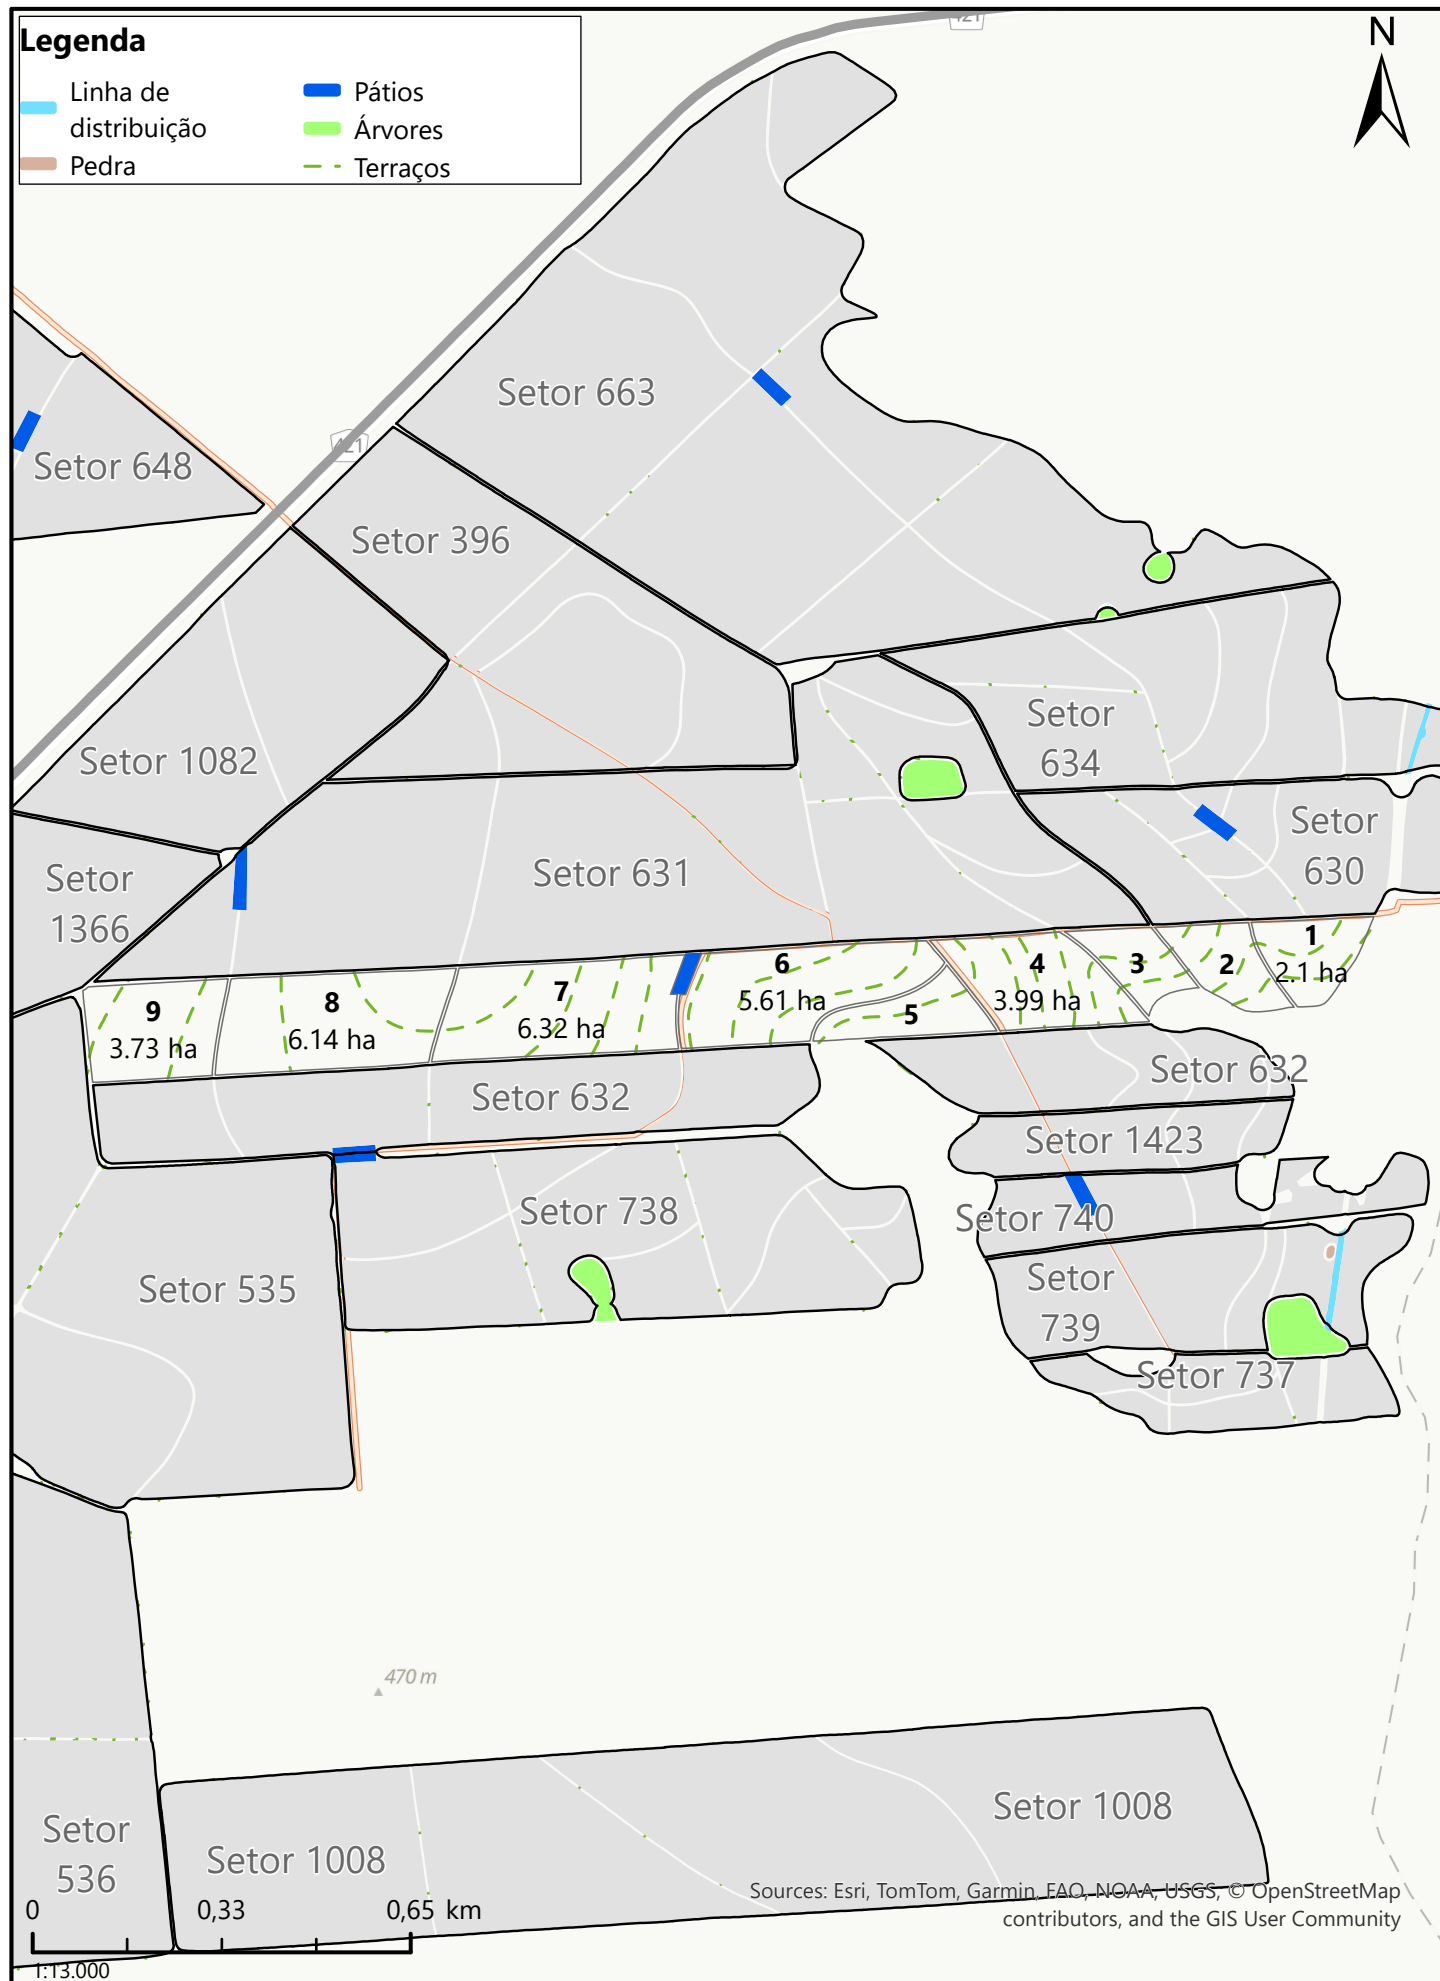 Legenda
Linha de
distribuição
Pedra
Pátios
Árvores
Terraços
N
421
421
Setor 663
Setor 648
Setor 396
Setor
634
Setor 1082
Setor
630
Setor 631
Setor
1366
1
2.1 ha
2
3
4
3.99 ha
5
6
5.61 ha
7
6.32 ha
8
6.14 ha
9
3.73 ha
Setor 632
Setor 632
Setor 1423
Setor 738
Setor 740
Setor 535
Setor
739
Setor 737
470 m
Setor 1008
Setor
536
Setor 1008
0
0,33
0,65 km
1:13.000
Sources: Esri, TomTom, Garmin, FAO, NOAA, USGS, © OpenStreetMap
contributors, and the GIS User Community